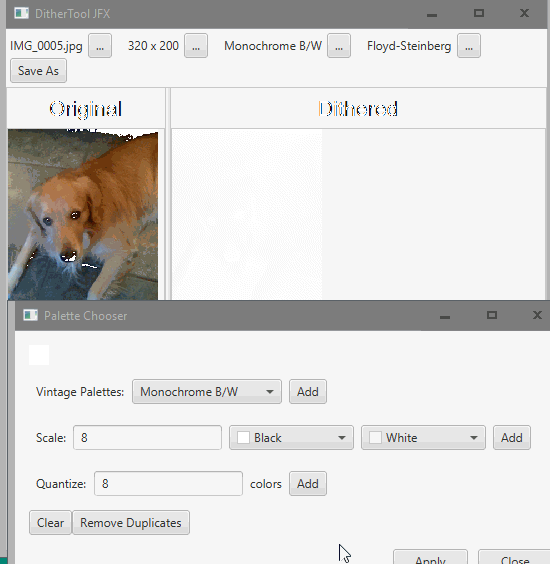 DitherTool JFX
IMG_0005.jpg ... 320 x 200 ... Monochrome B/W ... Floyd-Steinberg ...
Save As
Original Dithered
Palette Chooser
Vintage Palettes: Monochrome B/W Add
Scale: 8 Black White Add
Quantize: 8 colors Add
Clear Remove Duplicates
Apply Close